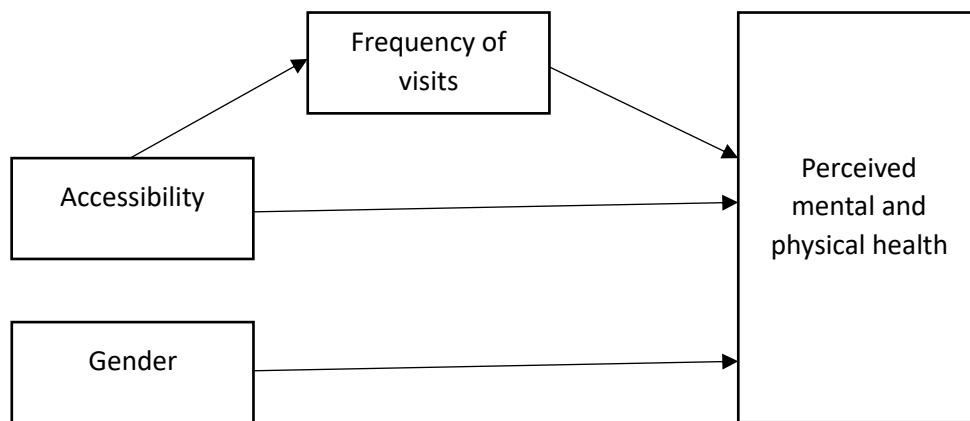 Frequency of
visits
Accessibility
Perceived
mental and
physical health
Gender